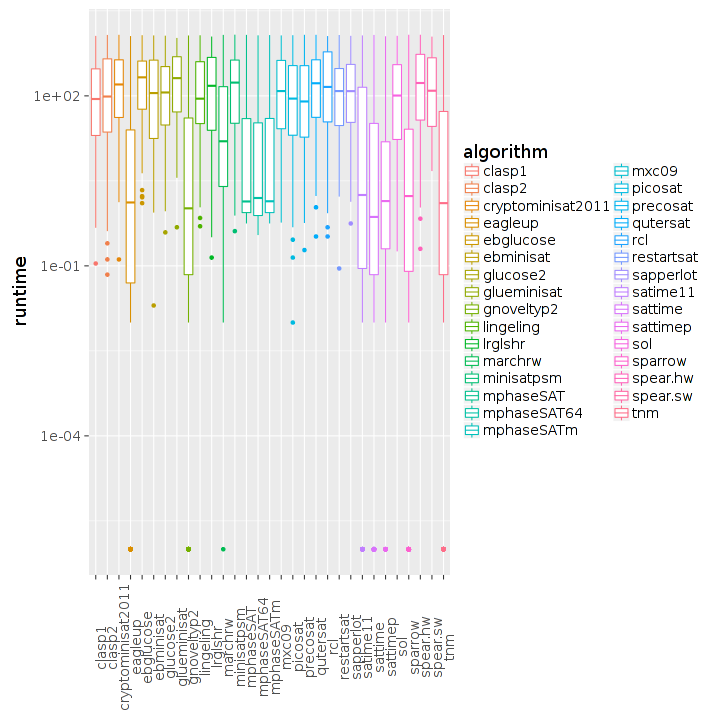 runtime
1e+02
1e-01
1e-04
clasp1
clasp2
cryptominisat2011
eagleup
ebglucose
ebminisat
glucose2
glueminisat
gnoveltyp2
lingeling
lrglshr
marchrw
minisatpsm
mphaseSAT
mphaseSAT64
mphaseSATm
mxc09
picosat
precosat
qutersat
rcl
restartsat
sapperlot
satime11
sattime
sattimep
sol
sparrow
spear.hw
spear.sw
tnm
algorithm
clasp1
clasp2
cryptominisat2011
eagleup
ebglucose
ebminisat
glucose2
glueminisat
gnoveltyp2
lingeling
lrglshr
marchrw
minisatpsm
mphaseSAT
mphaseSAT64
mphaseSATm
mxc09
picosat
precosat
qutersat
rcl
restartsat
sapperlot
satime11
sattime
sattimep
sol
sparrow
spear.hw
spear.sw
tnm